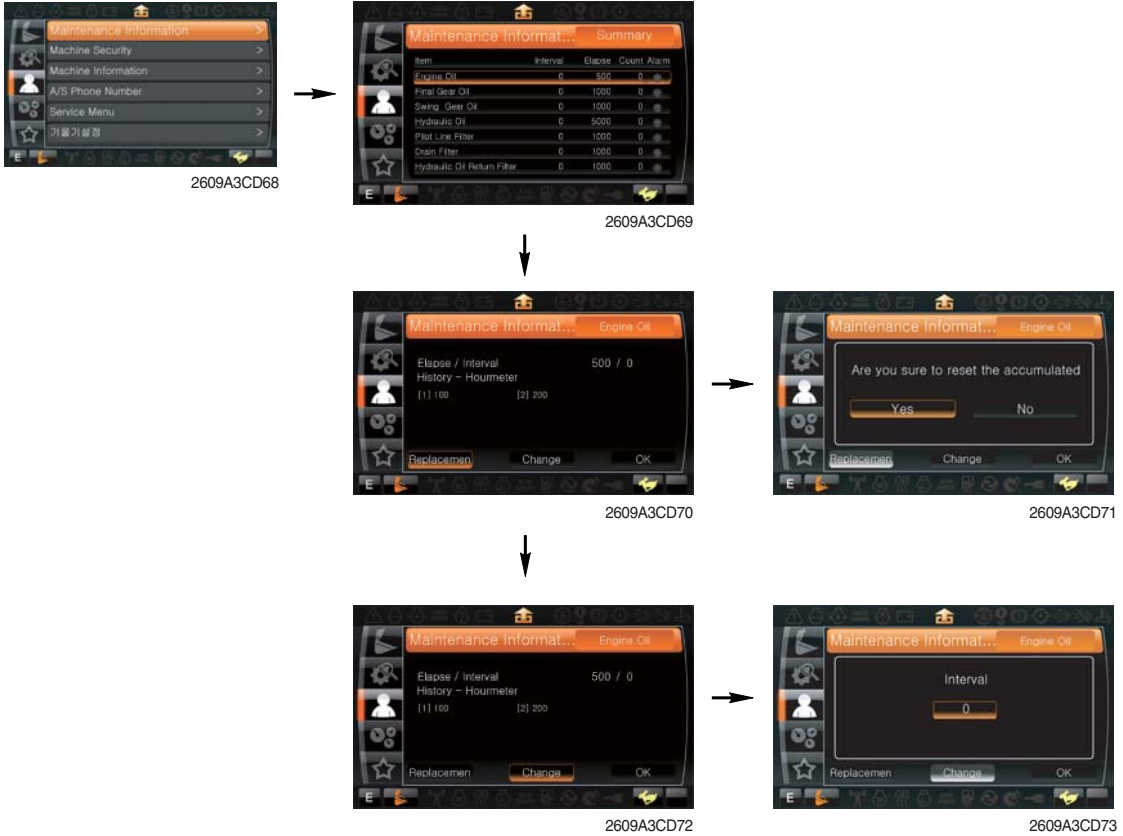 Maintenance Information >
Machine Security >
Machine Information >
A/S Phone Number >
Service Menu >
기울기설정 >
E
2609A3CD68
Maintenance Informat... Summary
Item Interval Elapse Count Alarm
Engine Oil 0 500 0
Final Gear Oil 0 1000 0
Swing Gear Oil 0 1000 0
Hydraulic Oil 0 5000 0
Pilot Line Filter 0 1000 0
Drain Filter 0 1000 0
Hydraulic Oil Return Filter 0 1000 0
E
2609A3CD69
Maintenance Informat... Engine Oil
Elapse / Interval 500 / 0
History - Hourmeter
[1] 100 [2] 200
Replacemen Change OK
E
2609A3CD70
Maintenance Informat... Engine Oil
Are you sure to reset the accumulated
Yes No
Replacemen Change OK
E
2609A3CD71
Maintenance Informat... Engine Oil
Elapse / Interval 500 / 0
History - Hourmeter
[1] 100 [2] 200
Replacemen Change OK
E
2609A3CD72
Maintenance Informat... Engine Oil
Interval
0
Replacemen Change OK
E
2609A3CD73